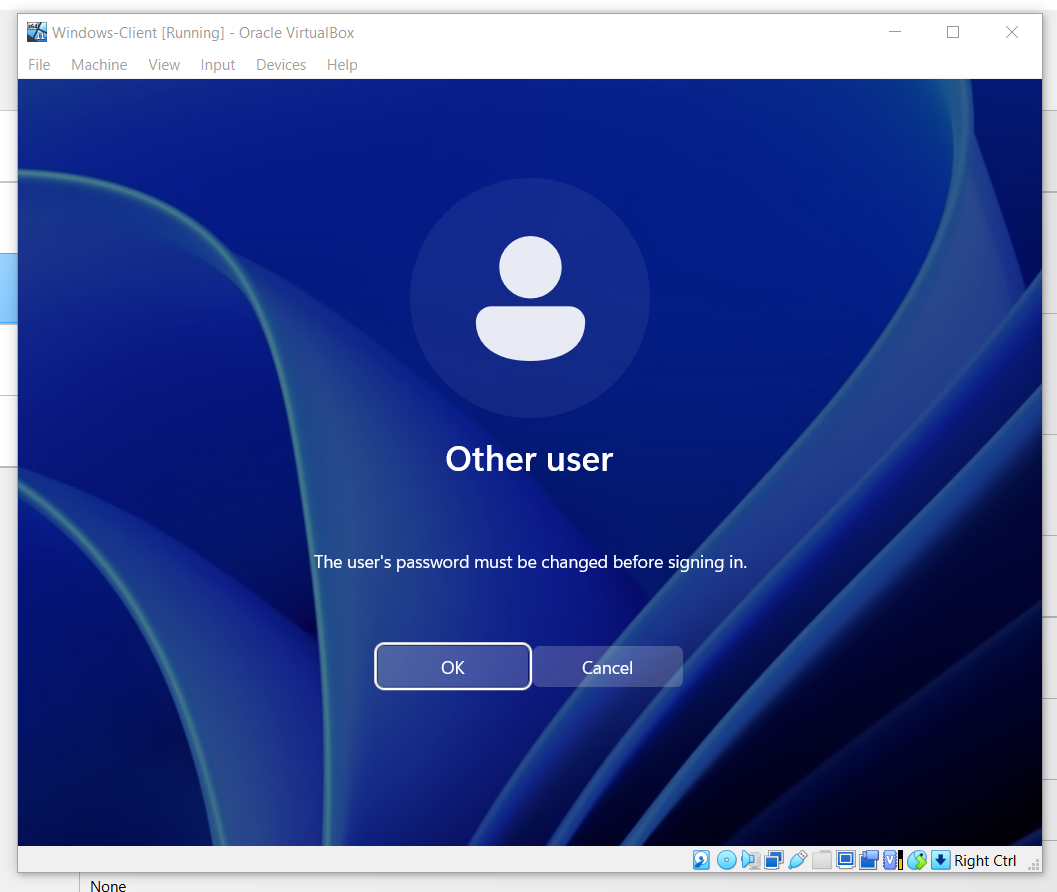 Windows-Client [Running] - Oracle VirtualBox
File Machine View Input Devices Help
Other user
The user's password must be changed before signing in.
OK Cancel
Right Ctrl
None